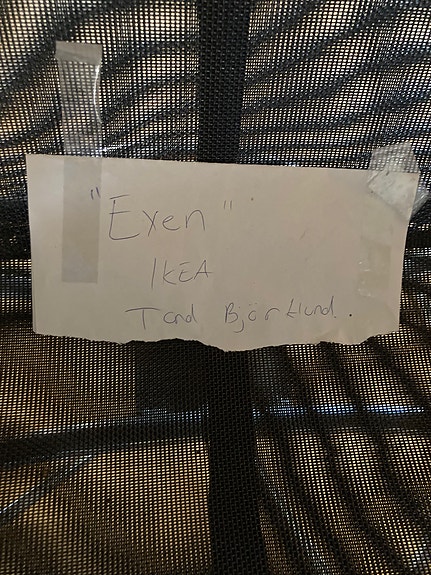 "Exen"
IKEA
Tord Björklund.